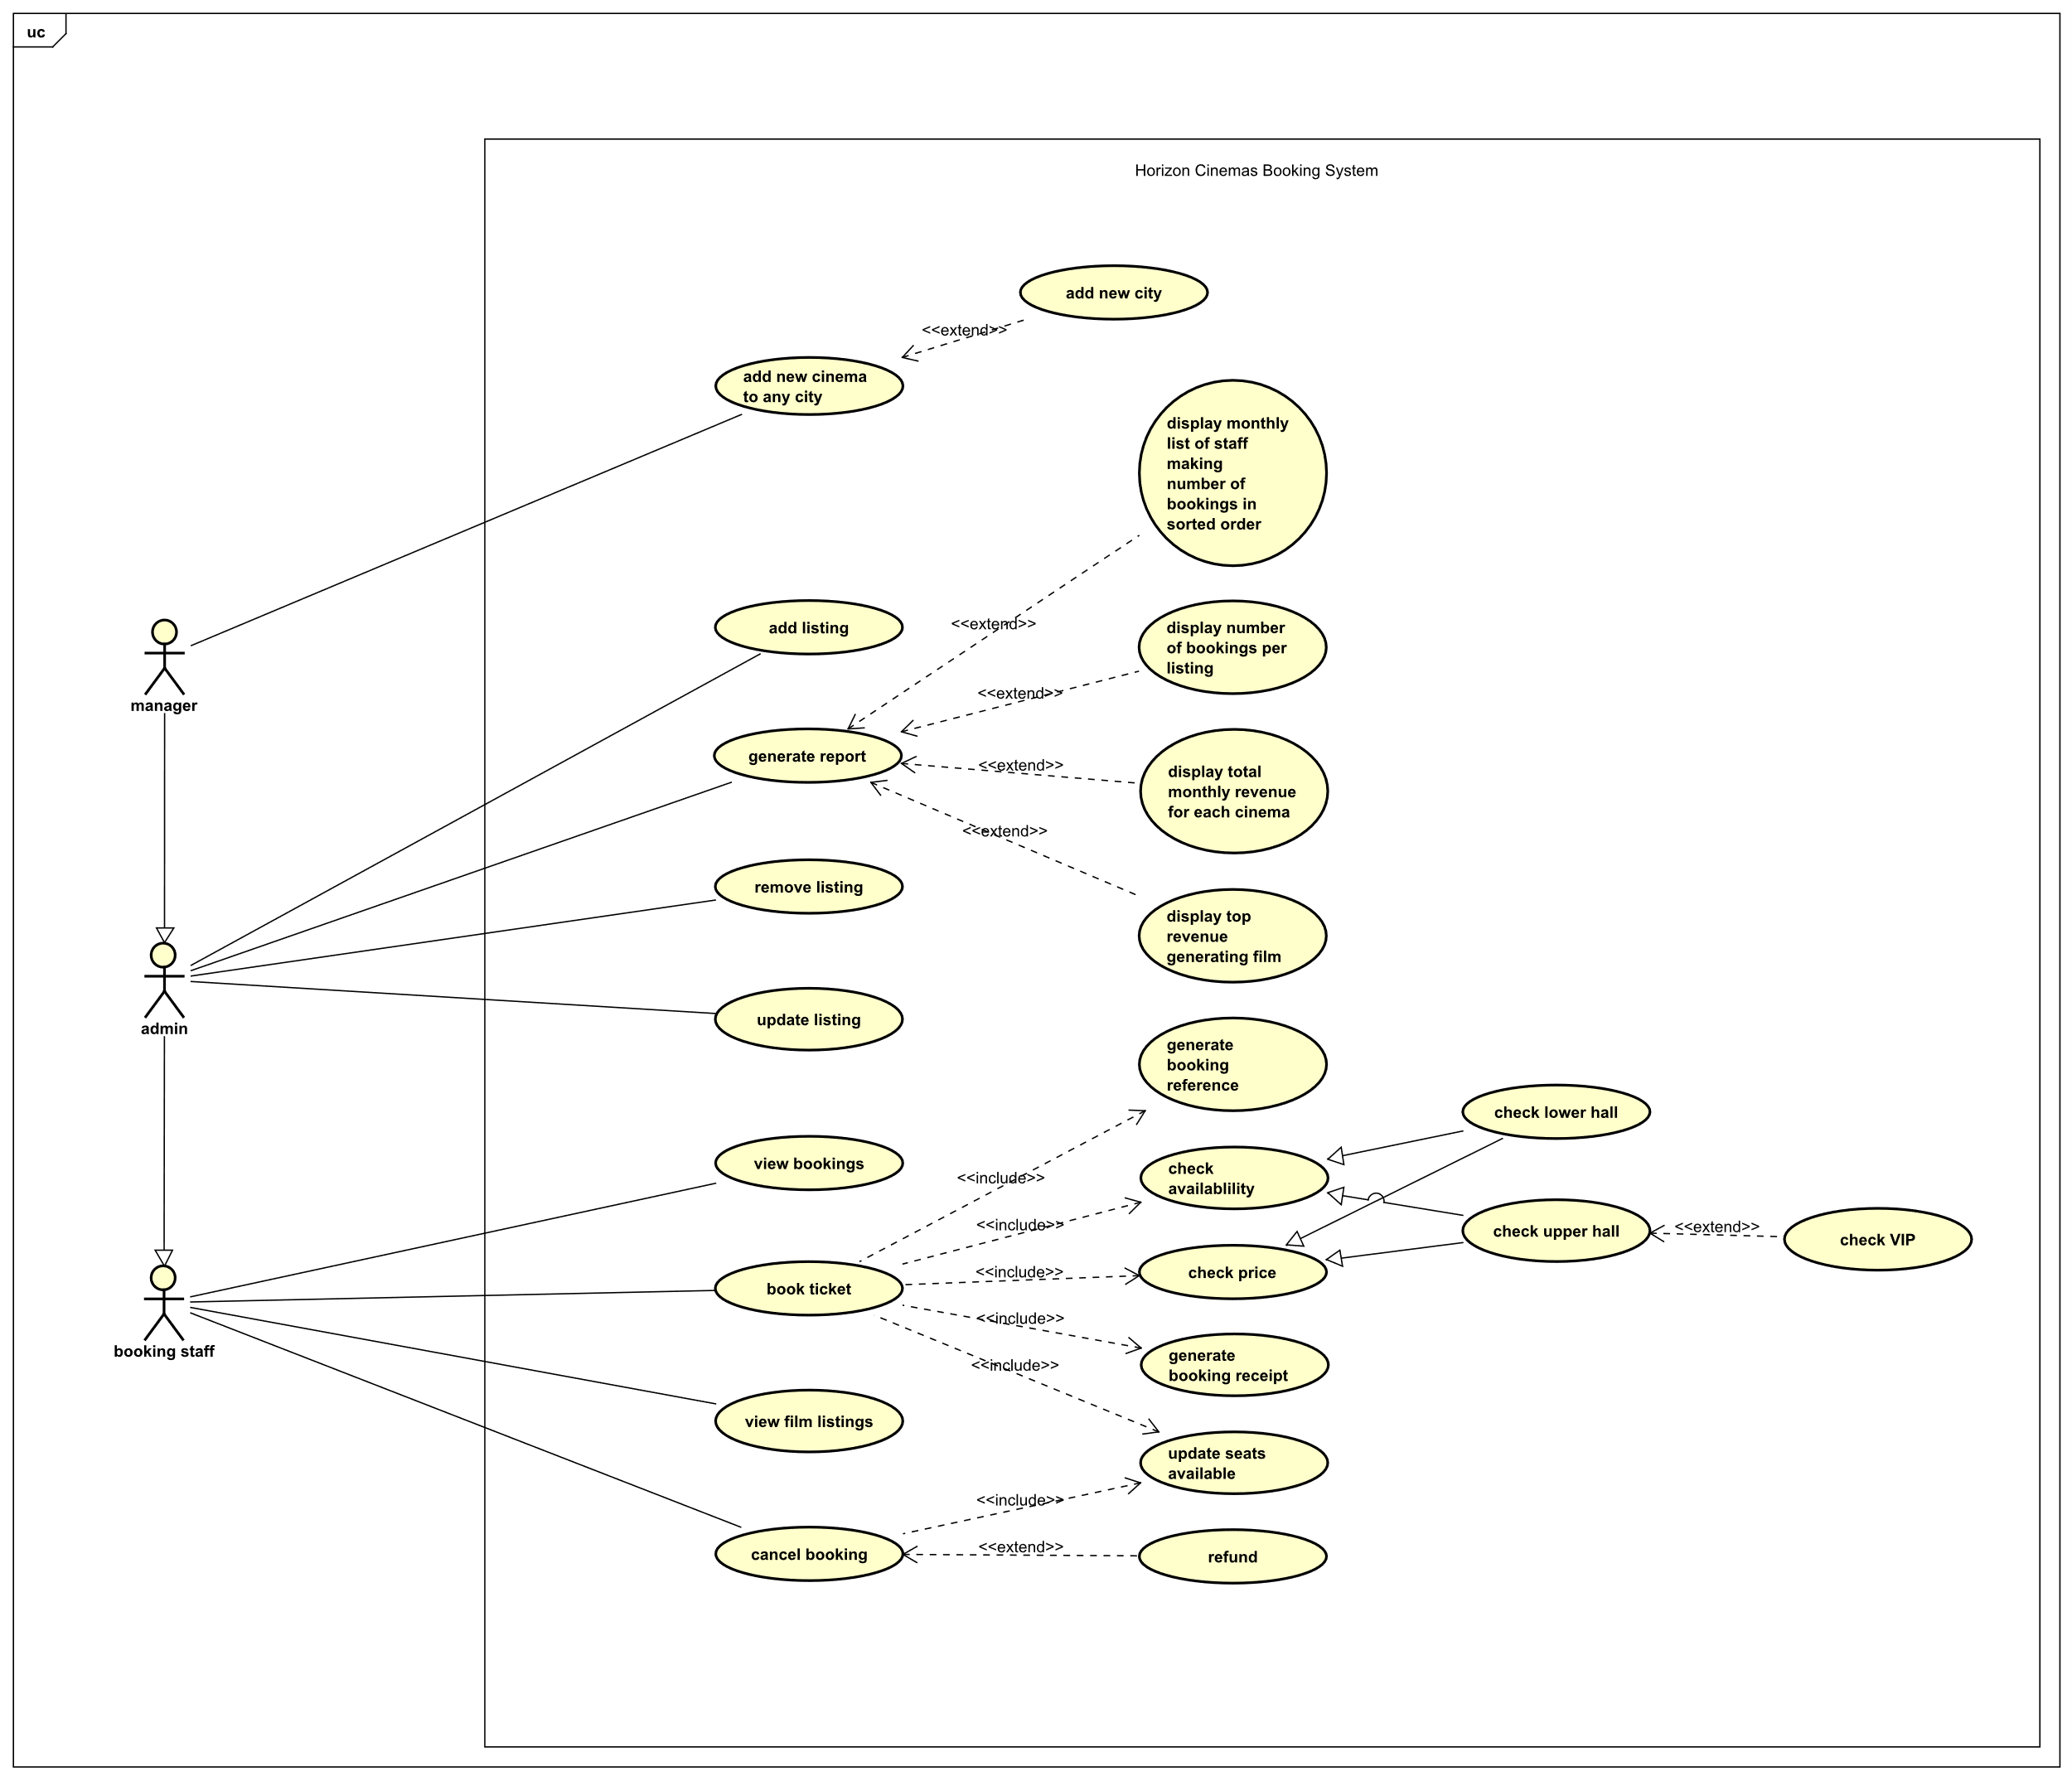 uc
Horizon Cinemas Booking System
add new city
<<extend>>
add new cinema
to any city
display monthly
list of staff
making
number of
bookings in
sorted order
<<extend>>
add listing
display number
of bookings per
listing
manager
<<extend>>
generate report
<<extend>>
display total
monthly revenue
for each cinema
<<extend>>
remove listing
display top
revenue
generating film
admin
update listing
generate
booking
reference
check lower hall
view bookings
<<include>>
check
availablility
<<include>>
check upper hall
<<extend>>
check VIP
book ticket
<<include>>
check price
<<include>>
booking staff
<<include>>
generate
booking receipt
view film listings
update seats
available
<<include>>
cancel booking
<<extend>>
refund